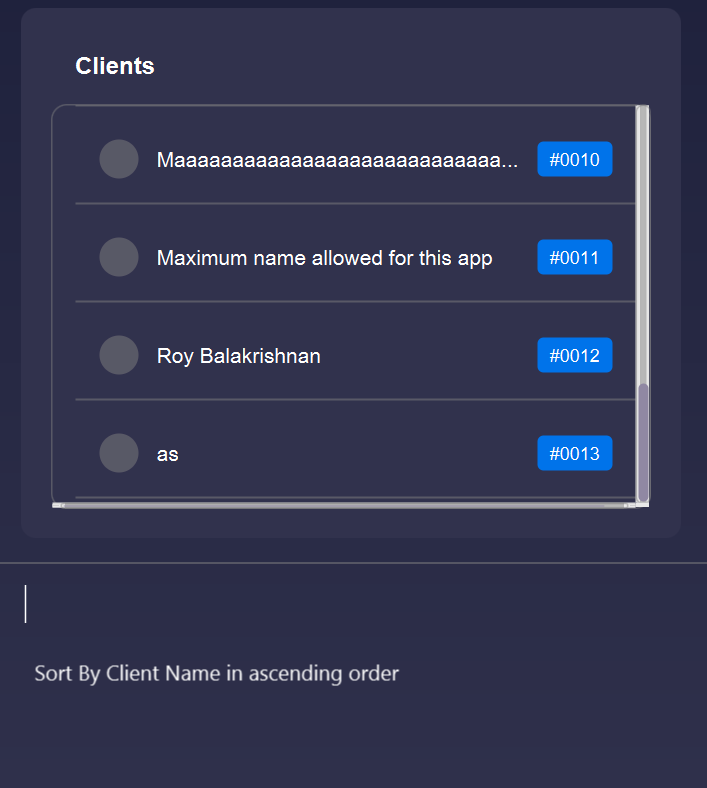 Clients
Maaaaaaaaaaaaaaaaaaaaaaaaaaaa... #0010
Maximum name allowed for this app #0011
Roy Balakrishnan #0012
as #0013
Sort By Client Name in ascending order